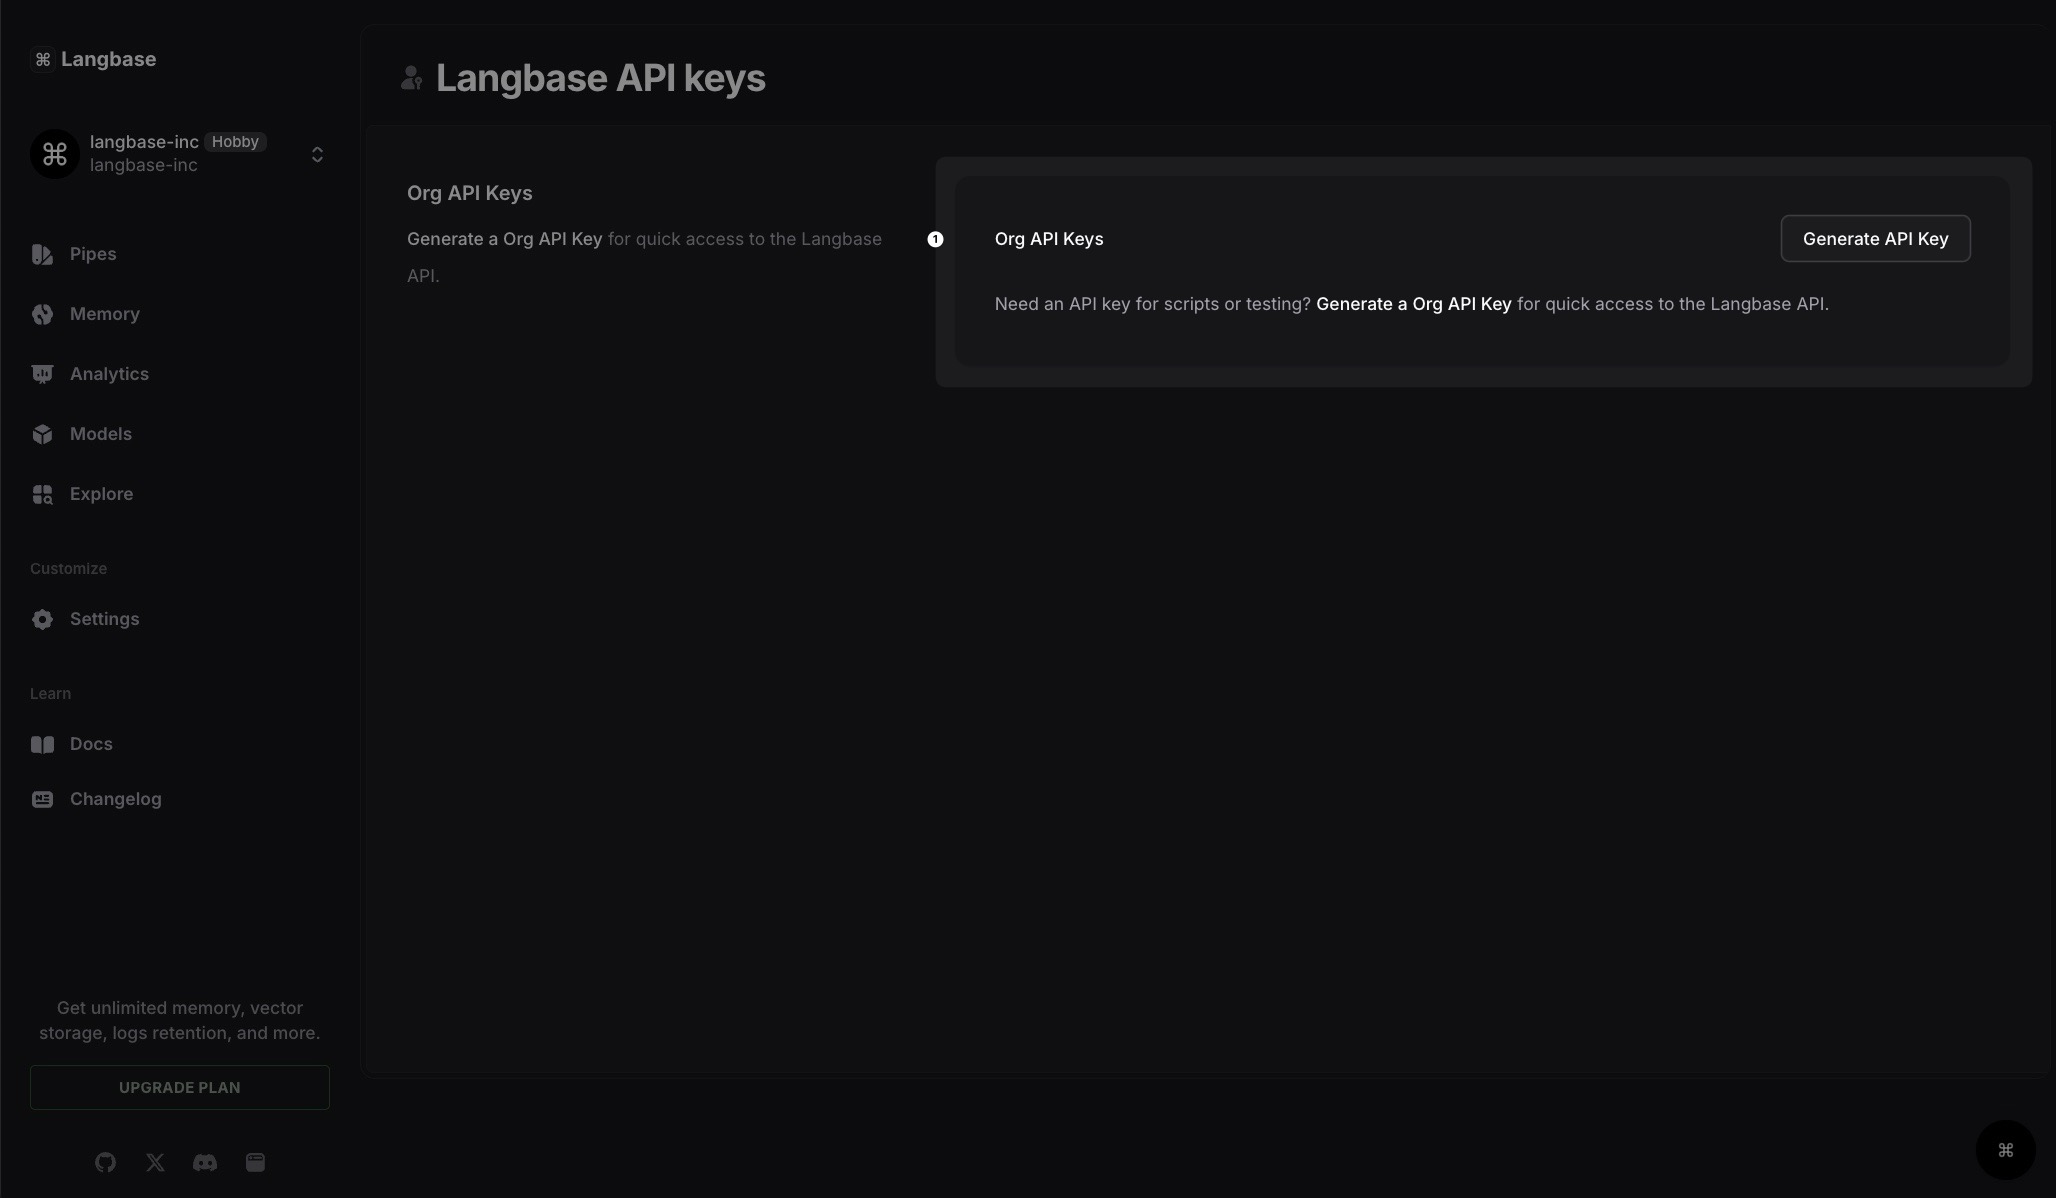 Langbase
langbase-inc Hobby
langbase-inc
Pipes
Memory
Analytics
Models
Explore
Customize
Settings
Learn
Docs
Changelog
Get unlimited memory, vector
storage, logs retention, and more.
UPGRADE PLAN
Langbase API keys
Org API Keys
Generate a Org API Key for quick access to the Langbase
API.
1
Org API Keys
Generate API Key
Need an API key for scripts or testing? Generate a Org API Key for quick access to the Langbase API.